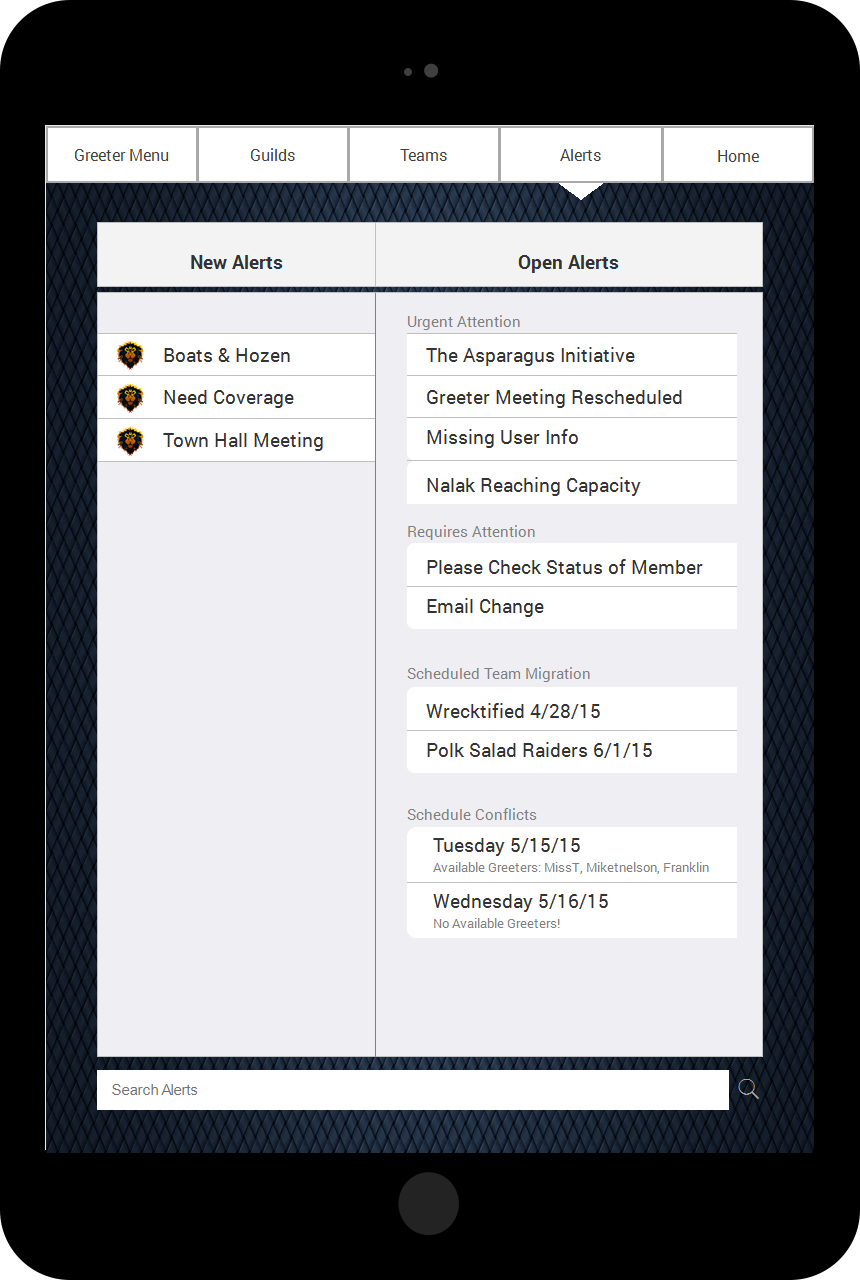 Greeter Menu
Guilds
Teams
Alerts
Home
New Alerts
Open Alerts
Boats & Hozen
Need Coverage
Town Hall Meeting
Urgent Attention
The Asparagus Initiative
Greeter Meeting Rescheduled
Missing User Info
Nalak Reaching Capacity
Requires Attention
Please Check Status of Member
Email Change
Scheduled Team Migration
Wrecktified 4/28/15
Polk Salad Raiders 6/1/15
Schedule Conflicts
Tuesday 5/15/15
Available Greeters: MissT, Miketnelson, Franklin
Wednesday 5/16/15
No Available Greeters!
Search Alerts